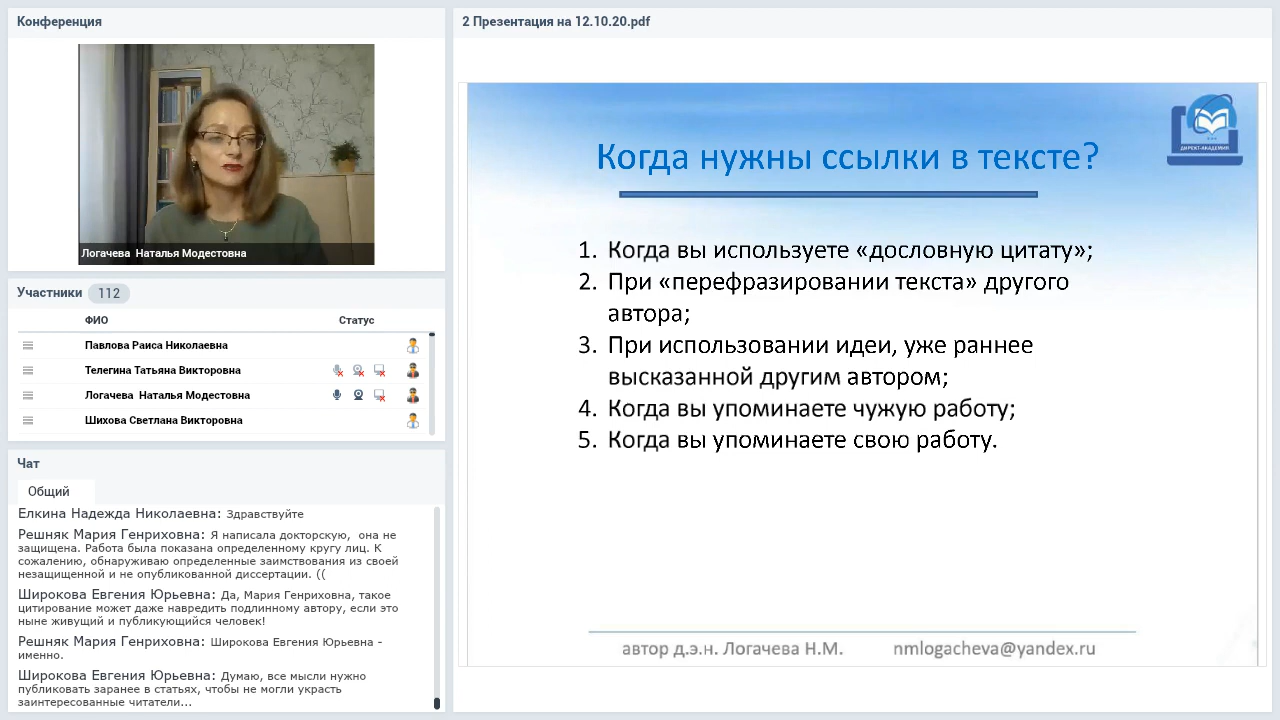 Конференция
Логачева  Наталья Модестовна
Участники 112
ФИО Статус
Павлова Раиса Николаевна
Телегина Татьяна Викторовна
Логачева  Наталья Модестовна
Шихова Светлана Викторовна
Чат
Общий
Елкина Надежда Николаевна: Здравствуйте
Решняк Мария Генриховна: Я написала докторскую,  она не
защищена. Работа была показана определенному кругу лиц. К
сожалению, обнаруживаю определенные заимствования из своей
незащищенной и не опубликованной диссертации. ((
Широкова Евгения Юрьевна: Да, Мария Генриховна, такое
цитирование может даже навредить подлинному автору, если это
ныне живущий и публикующийся человек!
Решняк Мария Генриховна: Широкова Евгения Юрьевна -
именно.
Широкова Евгения Юрьевна: Думаю, все мысли нужно
публиковать заранее в статьях, чтобы не могли украсть
заинтересованные читатели...
2 Презентация на 12.10.20.pdf
ДИРЕКТ-АКАДЕМИЯ
Когда нужны ссылки в тексте?
1. Когда вы используете «дословную цитату»;
2. При «перефразировании текста» другого
автора;
3. При использовании идеи, уже раннее
высказанной другим автором;
4. Когда вы упоминаете чужую работу;
5. Когда вы упоминаете свою работу.
автор д.э.н. Логачева Н.М. nmlogacheva@yandex.ru